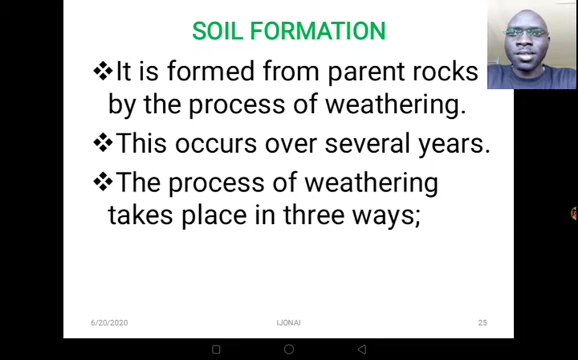 SOIL FORMATION
❖It is formed from parent rocks
by the process of weathering.
❖This occurs over several years.
❖The process of weathering
takes place in three ways;
6/20/2020 IJONAI 25